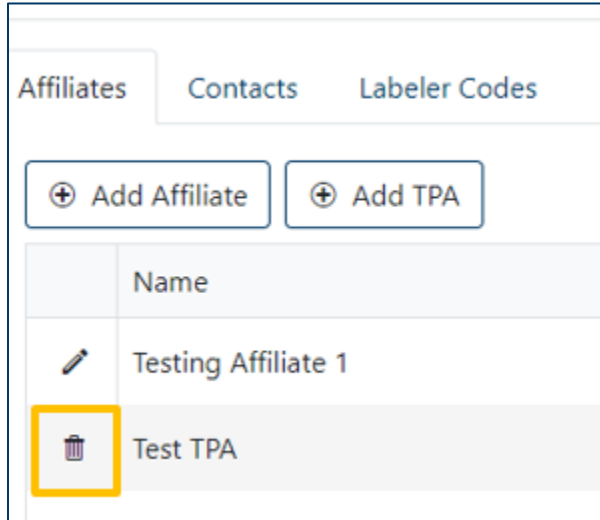 Affiliates Contacts Labeler Codes
Add Affiliate Add TPA
Name
Testing Affiliate 1
Test TPA